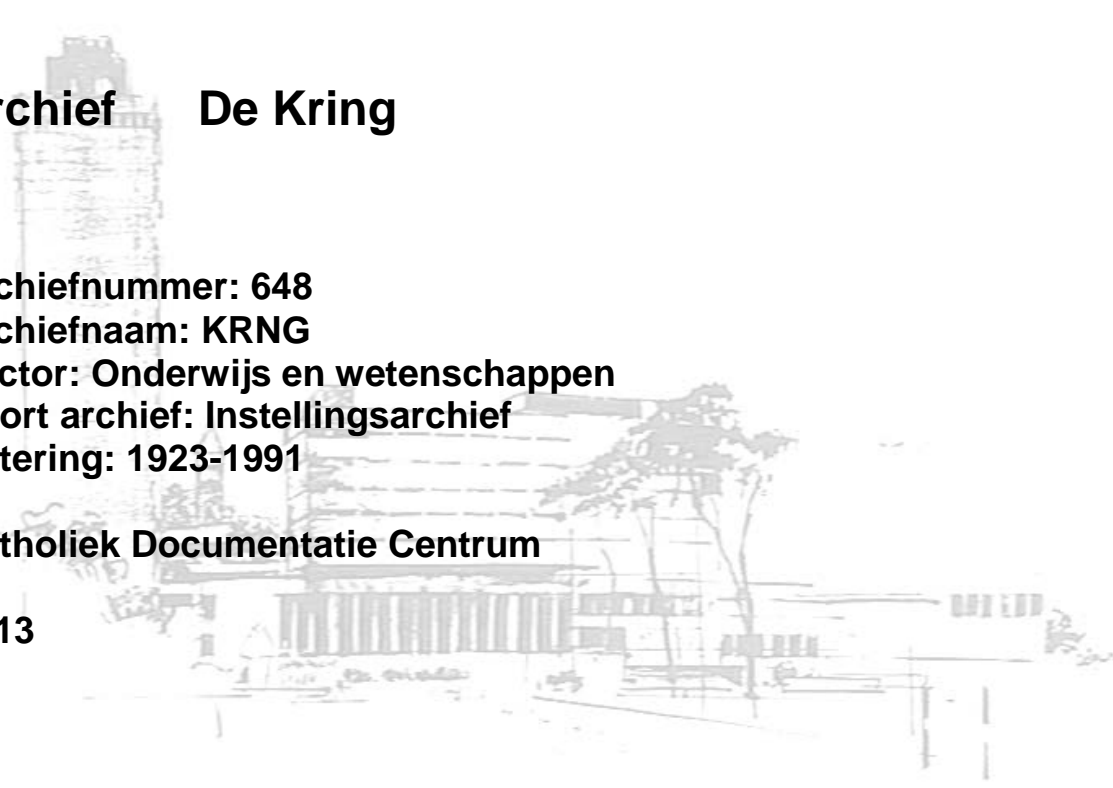 rchief De Kring
chiefnummer: 648
chiefnaam: KRNG
ctor: Onderwijs en wetenschappen
ort archief: Instellingsarchief
tering: 1923-1991
tholiek Documentatie Centrum
13